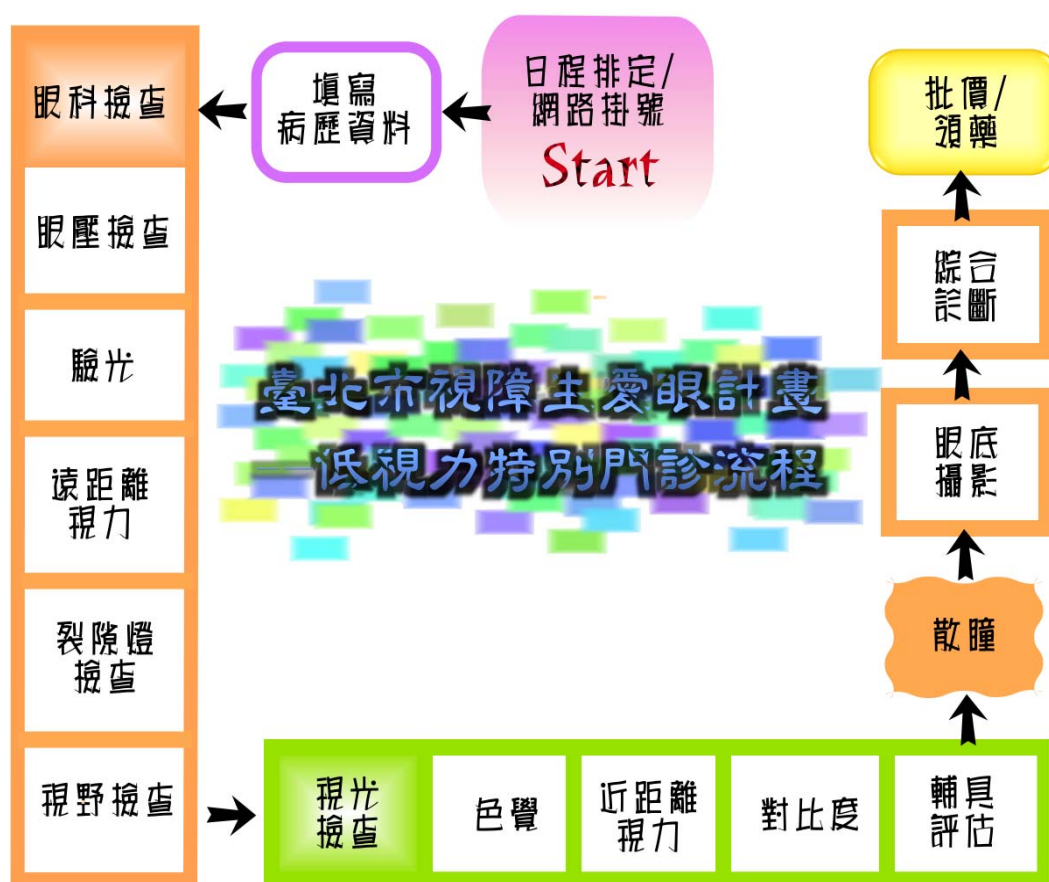 日程排定/
網路掛號
Start
填寫
病歷資料
眼科檢查
眼壓檢查
驗光
遠距離
視力
裂隙燈
檢查
視野檢查
視光
檢查
色覺
近距離
視力
對比度
輔具
評估
散瞳
眼底
攝影
綜合
診斷
批價/
領藥
臺北市視障生愛眼計畫
—低視力特別門診流程